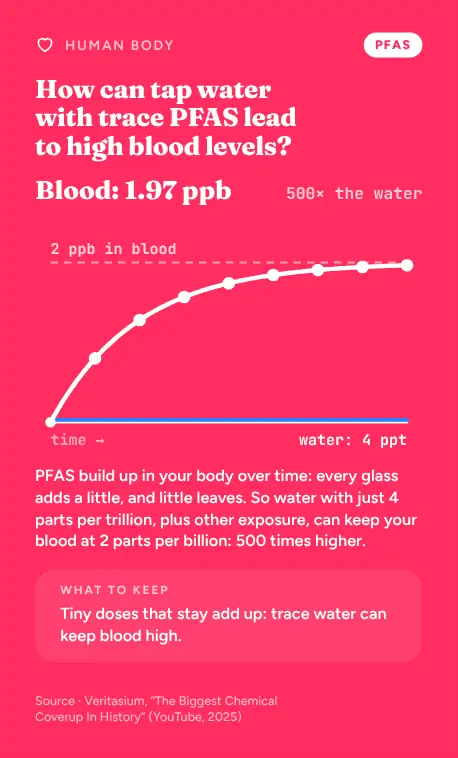 HUMAN BODY
PFAS
How can tap water
with trace PFAS lead
to high blood levels?
Blood: 1.97 ppb
500× the water
2 ppb in blood
time →
water: 4 ppt
PFAS build up in your body over time: every glass
adds a little, and little leaves. So water with just 4
parts per trillion, plus other exposure, can keep your
blood at 2 parts per billion: 500 times higher.
WHAT TO KEEP
Tiny doses that stay add up: trace water can
keep blood high.
Source · Veritasium, “The Biggest Chemical
Coverup In History” (YouTube, 2025)